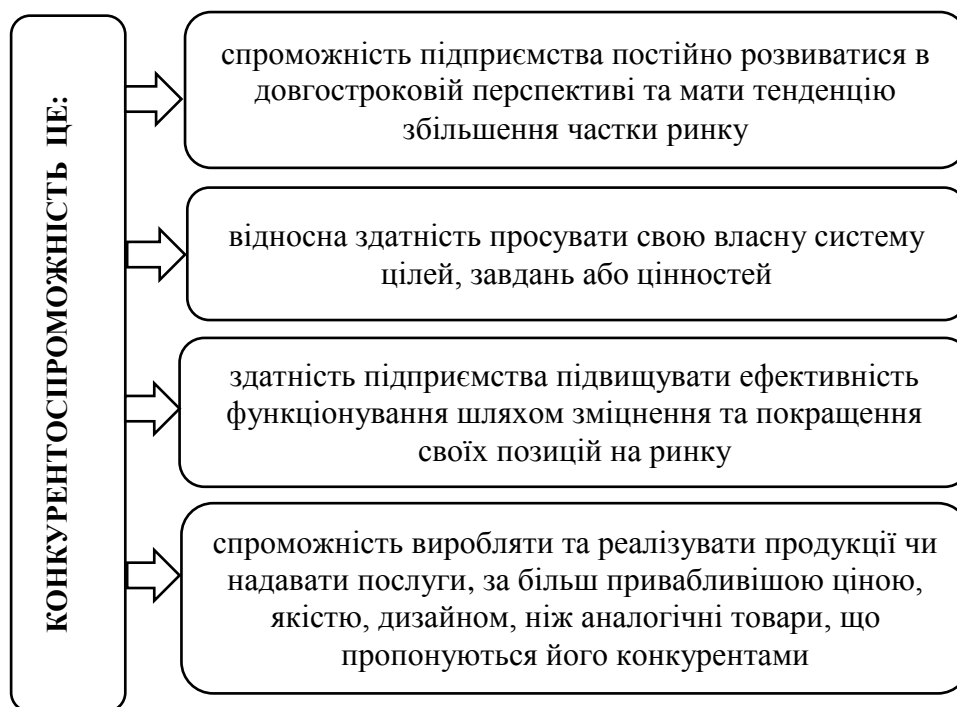 КОНКУРЕНТОСПРОМОЖНІСТЬ ЦЕ:
спроможність підприємства постійно розвиватися в
довгостроковій перспективі та мати тенденцію
збільшення частки ринку
відносна здатність просувати свою власну систему
цілей, завдань або цінностей
здатність підприємства підвищувати ефективність
функціонування шляхом зміцнення та покращення
своїх позицій на ринку
спроможність виробляти та реалізувати продукції чи
надавати послуги, за більш привабливішою ціною,
якістю, дизайном, ніж аналогічні товари, що
пропонуються його конкурентами